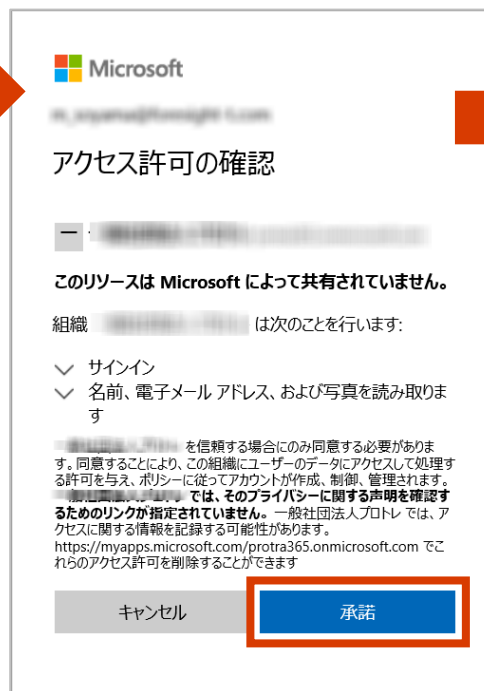 Microsoft
アクセス許可の確認
このリソースは Microsoft によって共有されていません。
組織 は次のことを行います:
サインイン
名前、電子メール アドレス、および写真を読み取りま
す
を信頼する場合にのみ同意する必要がありま
す。同意することにより、この組織にユーザーのデータにアクセスして処理す
る許可を与え、ポリシーに従ってアカウントが作成、制御、管理されます。
では、そのプライバシーに関する声明を確認す
るためのリンクが指定されていません。一般社団法人プロトレ では、ア
クセスに関する情報を記録する可能性があります。
https://myapps.microsoft.com/protra365.onmicrosoft.com でこ
れらのアクセス許可を削除することができます
キャンセル
承諾